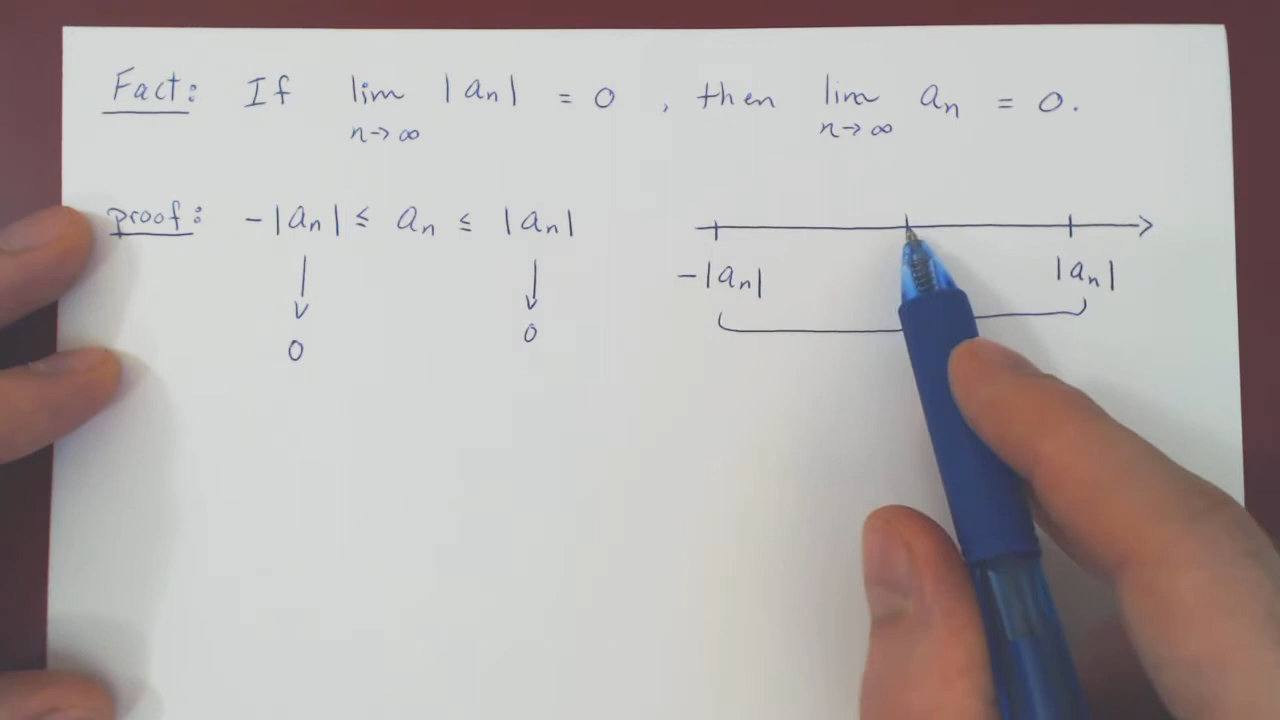 Fact: If lim |aₙ| = 0, then lim aₙ = 0.
n→∞ n→∞
proof: -|aₙ| ≤ aₙ ≤ |aₙ|
-|aₙ| |aₙ|
0 0